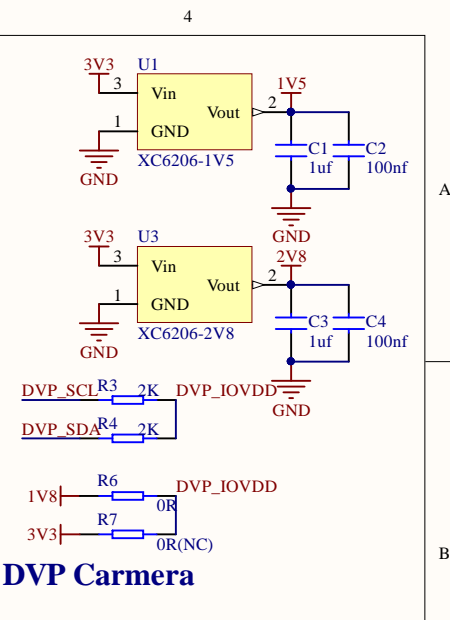 4
3V3
U1
1V5
3
Vin
2
Vout
1
GND
C1
C2
XC6206-1V5
1uf
100nf
GND
A
GND
3V3
U3
2V8
3
Vin
2
Vout
1
GND
C3
C4
XC6206-2V8
1uf
100nf
GND
DVP_SCL R3 2K DVP_IOVDD
GND
DVP_SDA R4 2K
R6
DVP_IOVDD
1V8
0R
R7
3V3
0R(NC)
B
DVP Carmera